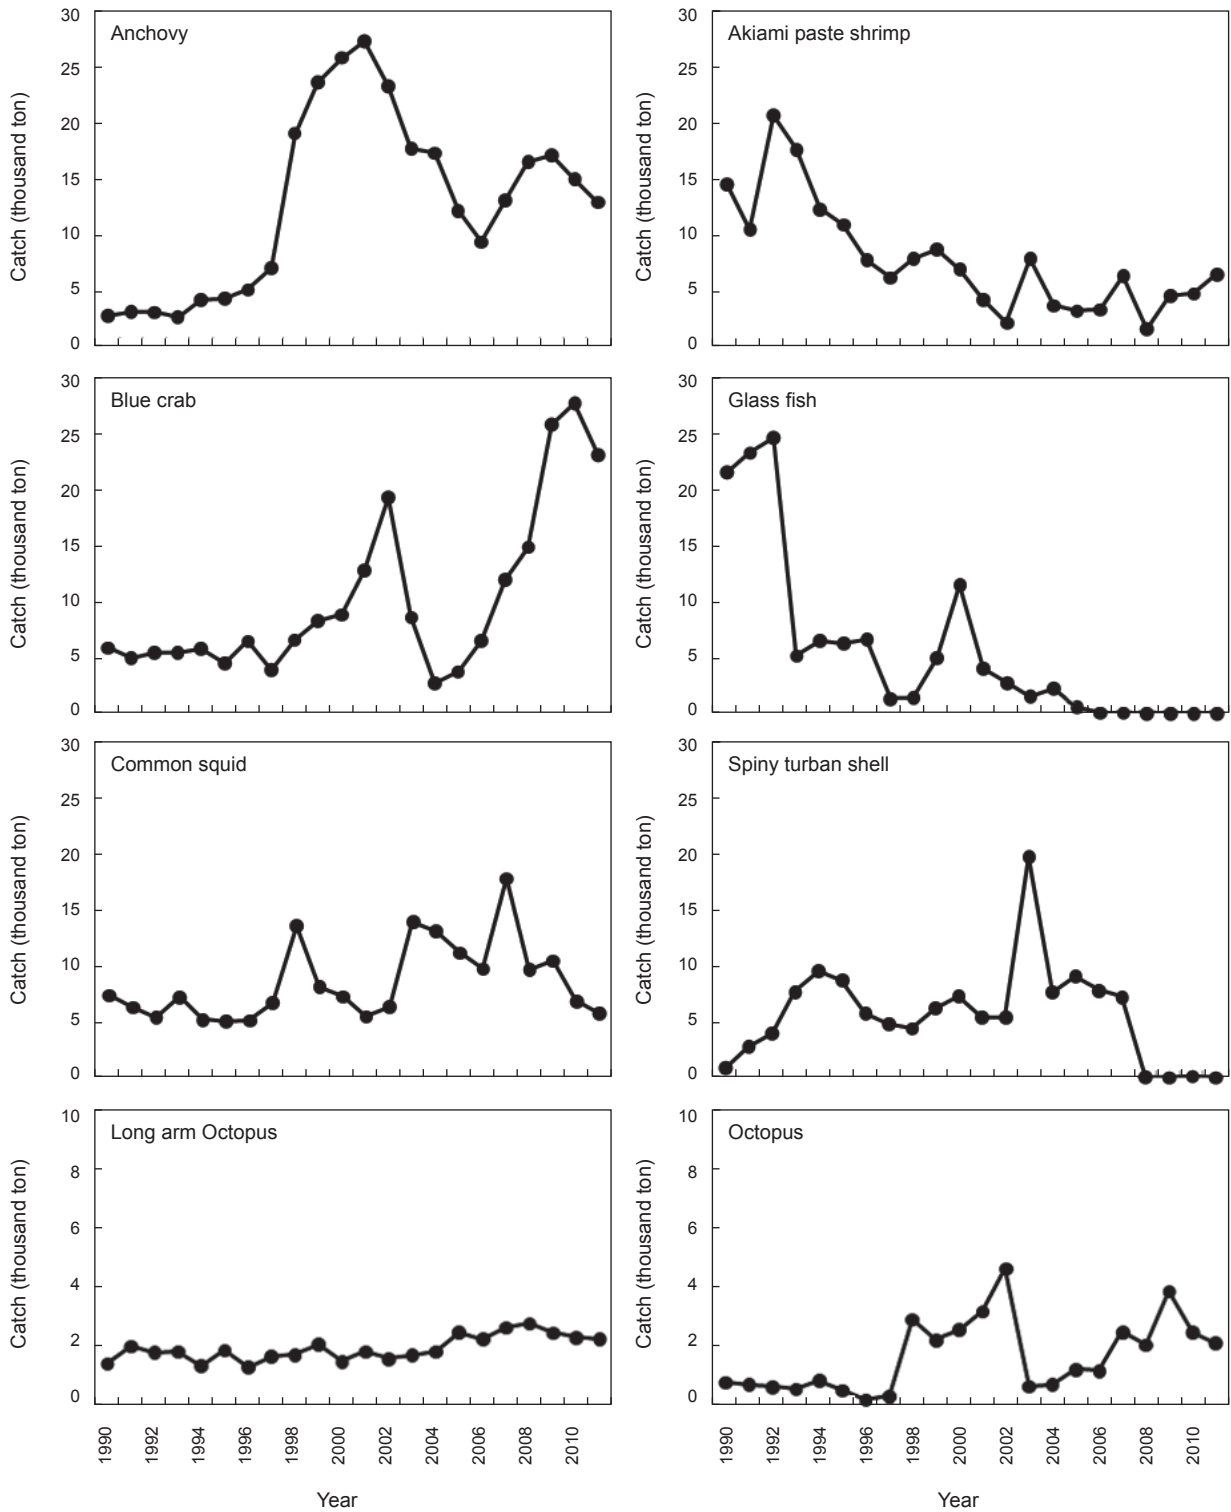 Anchovy
Catch (thousand ton)
30
25
20
15
10
5
0
Akiami paste shrimp
Catch (thousand ton)
30
25
20
15
10
5
0
Blue crab
Catch (thousand ton)
30
25
20
15
10
5
0
Glass fish
Catch (thousand ton)
30
25
20
15
10
5
0
Common squid
Catch (thousand ton)
30
25
20
15
10
5
0
Spiny turban shell
Catch (thousand ton)
30
25
20
15
10
5
0
Long arm Octopus
Catch (thousand ton)
10
8
6
4
2
0
1990 1992 1994 1996 1998 2000 2002 2004 2006 2008 2010
Year
Octopus
Catch (thousand ton)
10
8
6
4
2
0
1990 1992 1994 1996 1998 2000 2002 2004 2006 2008 2010
Year